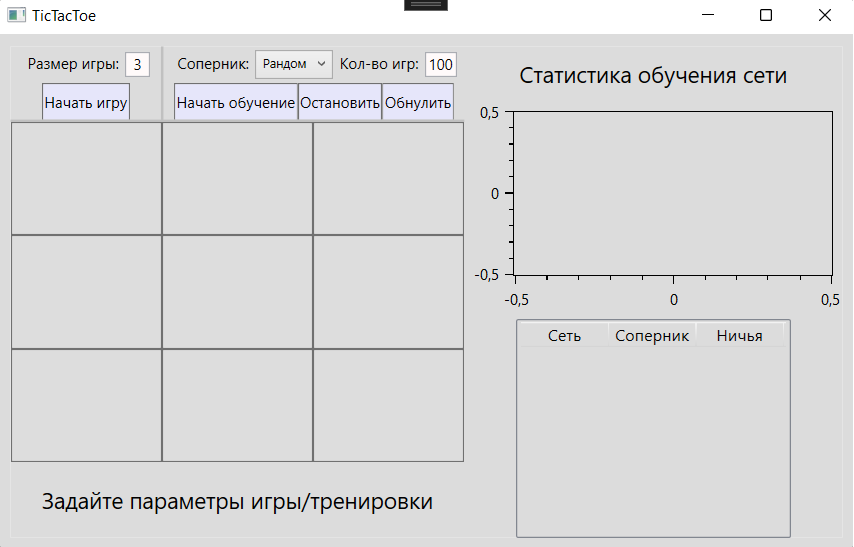 TicTacToe
Размер игры: 3
Соперник: Рандом Кол-во игр: 100
Начать игру
Начать обучение Остановить Обнулить
Статистика обучения сети
0,5
0
-0,5
-0,5 0 0,5
Сеть Соперник Ничья
Задайте параметры игры/тренировки